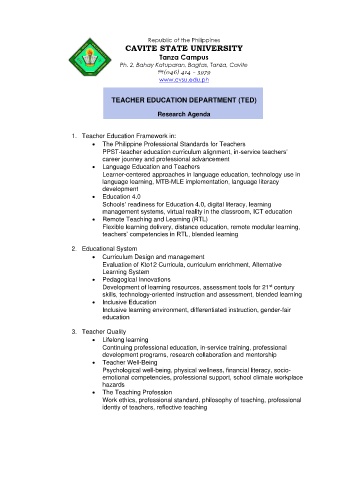 Republic of the Philippines
CAVITE STATE UNIVERSITY
Tanza Campus
Ph. 2, Bahay Katuparan, Bagtas, Tanza, Cavite
☎(046) 414 – 3979
www.cvsu.edu.ph
TEACHER EDUCATION DEPARTMENT (TED)
Research Agenda
1. Teacher Education Framework in:
• The Philippine Professional Standards for Teachers
PPST-teacher education curriculum alignment, in-service teachers'
career journey and professional advancement
• Language Education and Teachers
Learner-centered approaches in language education, technology use in
language learning, MTB-MLE implementation, language literacy
development
• Education 4.0
Schools' readiness for Education 4.0, digital literacy, learning
management systems, virtual reality in the classroom, ICT education
• Remote Teaching and Learning (RTL)
Flexible learning delivery, distance education, remote modular learning,
teachers' competencies in RTL, blended learning
2. Educational System
• Curriculum Design and management
Evaluation of Kto12 Curricula, curriculum enrichment, Alternative
Learning System
• Pedagogical Innovations
Development of learning resources, assessment tools for 21st century
skills, technology-oriented instruction and assessment, blended learning
• Inclusive Education
Inclusive learning environment, differentiated instruction, gender-fair
education
3. Teacher Quality
• Lifelong learning
Continuing professional education, in-service training, professional
development programs, research collaboration and mentorship
• Teacher Well-Being
Psychological well-being, physical wellness, financial literacy, socio-
emotional competencies, professional support, school climate workplace
hazards
• The Teaching Profession
Work ethics, professional standard, philosophy of teaching, professional
identiy of teachers, reflective teaching